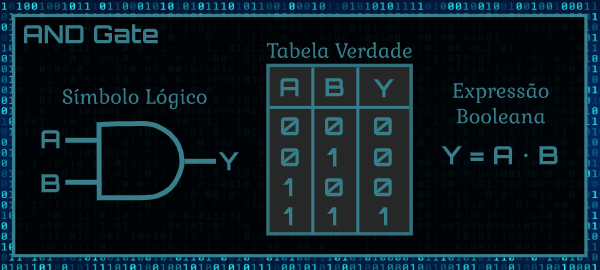 AND Gate
Símbolo Lógico
A
B
Y
Tabela Verdade
A B Y
0 0 0
0 1 0
1 0 0
1 1 1
Expressão
Booleana
Y = A · B